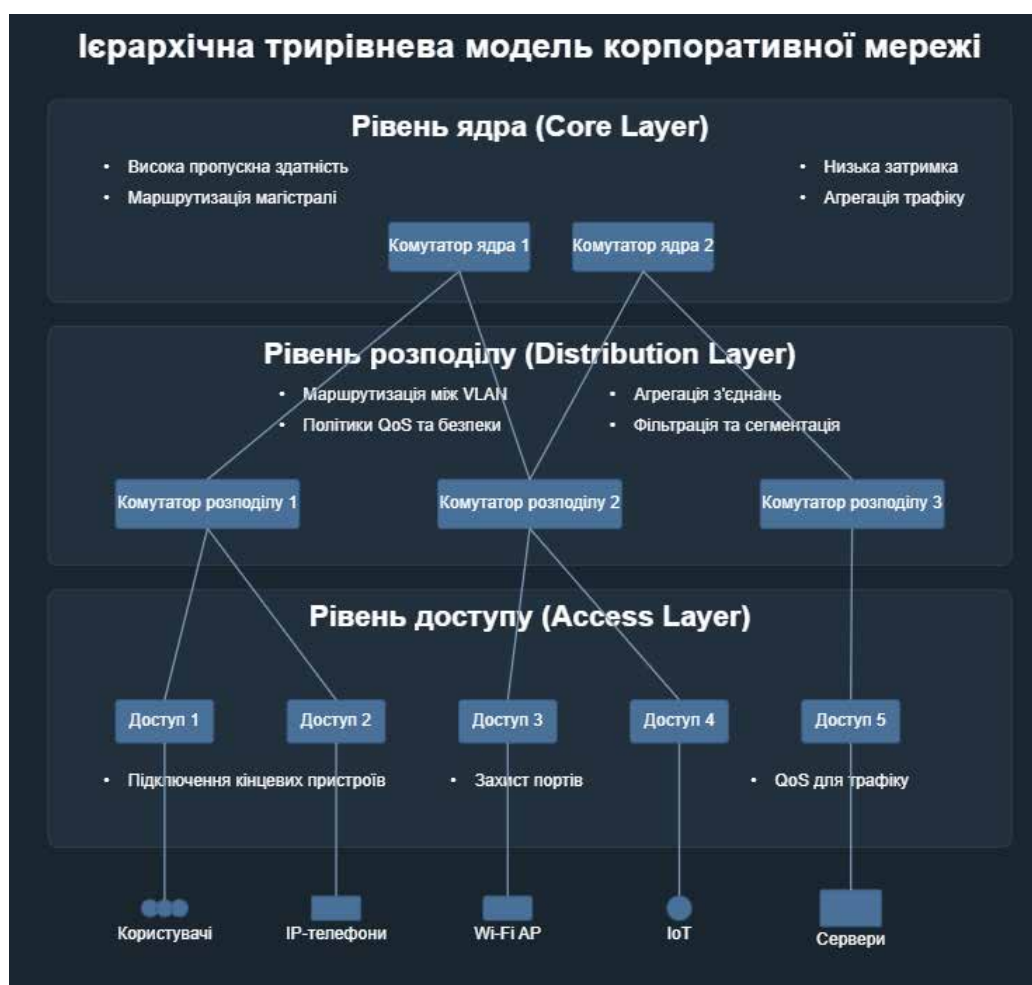 Ієрархічна трирівнева модель корпоративної мережі
Рівень ядра (Core Layer)
• Висока пропускна здатність
• Маршрутизація магістралі
• Низька затримка
• Агрегація трафіку
Комутатор ядра 1
Комутатор ядра 2
Рівень розподілу (Distribution Layer)
• Маршрутизація між VLAN
• Політики QoS та безпеки
• Агрегація з'єднань
• Фільтрація та сегментація
Комутатор розподілу 1
Комутатор розподілу 2
Комутатор розподілу 3
Рівень доступу (Access Layer)
Доступ 1
Доступ 2
Доступ 3
Доступ 4
Доступ 5
• Підключення кінцевих пристроїв
• Захист портів
• QoS для трафіку
Користувачі
IP-телефони
Wi-Fi AP
IoT
Сервери